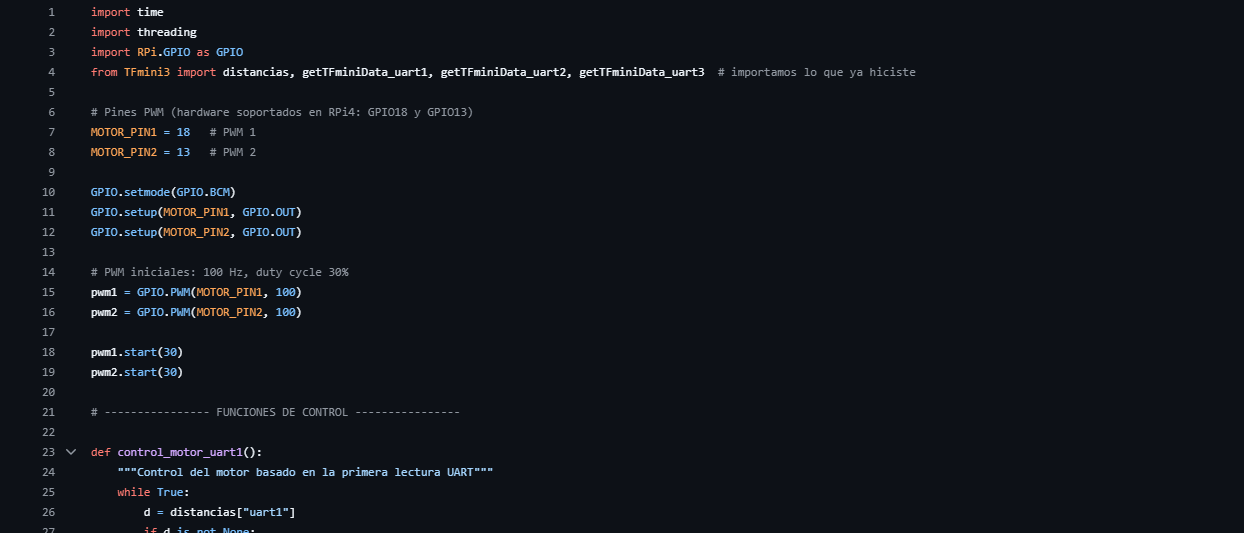 1 import time
2 import threading
3 import RPi.GPIO as GPIO
4 from TFmini3 import distancias, getTFminiData_uart1, getTFminiData_uart2, getTFminiData_uart3  # importamos lo que ya hiciste
5
6 # Pines PWM (hardware soportados en RPi4: GPIO18 y GPIO13)
7 MOTOR_PIN1 = 18   # PWM 1
8 MOTOR_PIN2 = 13   # PWM 2
9
10 GPIO.setmode(GPIO.BCM)
11 GPIO.setup(MOTOR_PIN1, GPIO.OUT)
12 GPIO.setup(MOTOR_PIN2, GPIO.OUT)
13
14 # PWM iniciales: 100 Hz, duty cycle 30%
15 pwm1 = GPIO.PWM(MOTOR_PIN1, 100)
16 pwm2 = GPIO.PWM(MOTOR_PIN2, 100)
17
18 pwm1.start(30)
19 pwm2.start(30)
20
21 # ---------------- FUNCIONES DE CONTROL ----------------
22
23 def control_motor_uart1():
24     """Control del motor basado en la primera lectura UART"""
25     while True:
26         d = distancias["uart1"]
27         if d is not None: